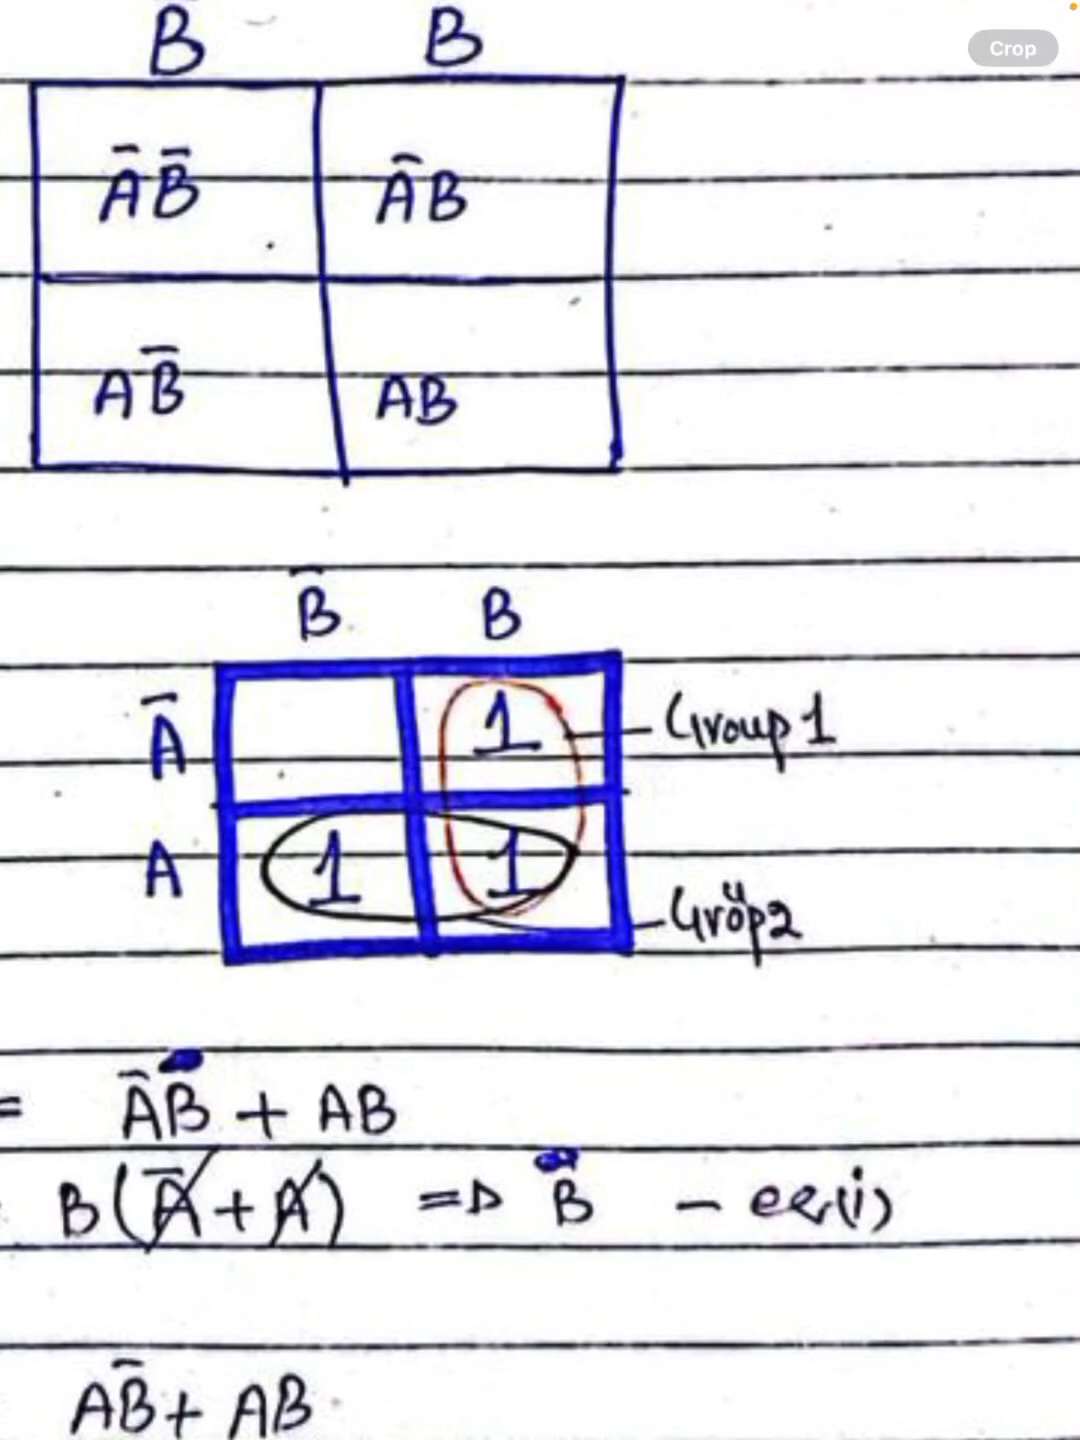 Crop
B̄ B
ĀB̄ ĀB
AB̄ AB
B̄ B
Ā 1 Group 1
A 1 1 Group2
= ĀB + AB
B(Ā+A) => B - eq(i)
AB̄ + AB